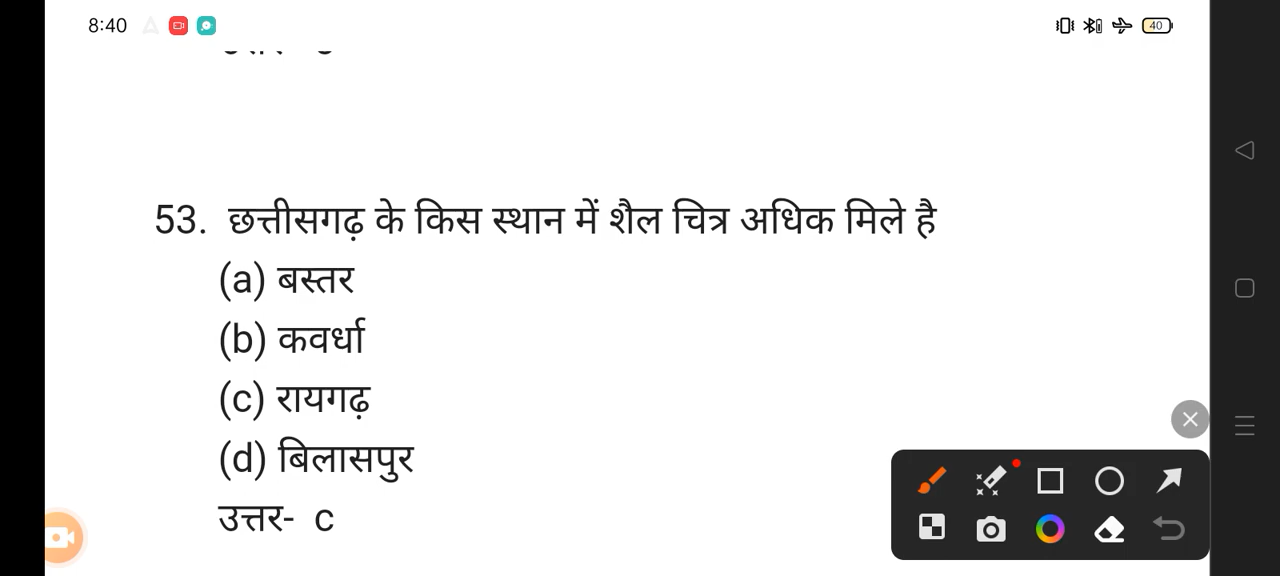 8:40
40
53. छत्तीसगढ़ के किस स्थान में शैल चित्र अधिक मिले है
(a) बस्तर
(b) कवर्धा
(c) रायगढ़
(d) बिलासपुर
उत्तर- c